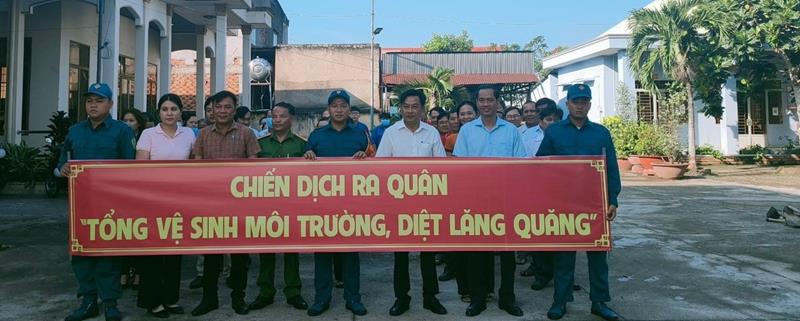 CHIẾN DỊCH RA QUÂN
"TỔNG VỆ SINH MÔI TRƯỜNG, DIỆT LĂNG QUĂNG"